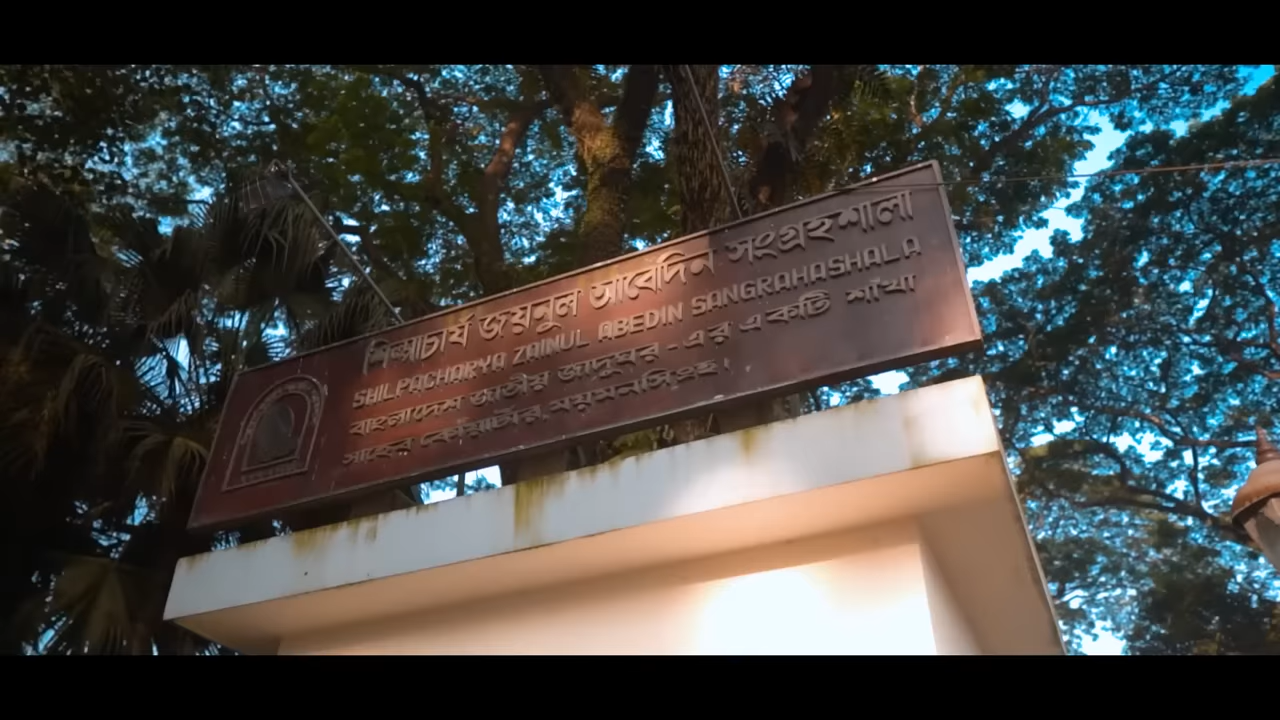 শিল্পাচার্য জয়নুল আবেদিন সংগ্রহশালা
SHILPACHARYA ZAINUL ABEDIN SANGRAHASHALA
বাংলাদেশ জাতীয় জাদুঘর - এর একটি শাখা
সাহেব কোয়ার্টার, ময়মনসিংহ।